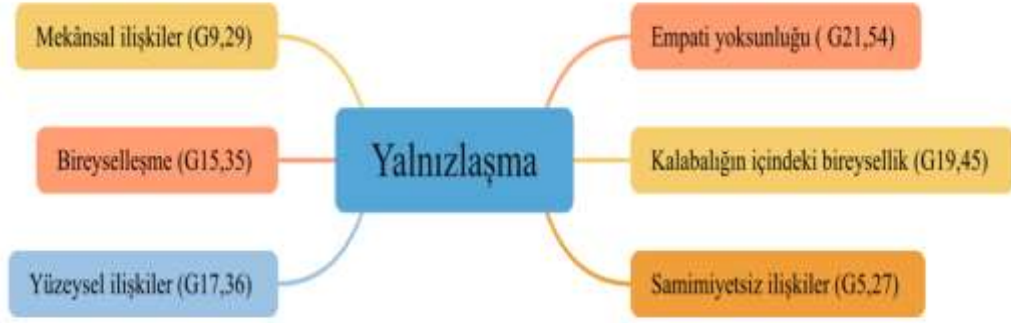 Mekânsal ilişkiler (G9,29)
Bireyselleşme (G15,35)
Yüzeysel ilişkiler (G17,36)
Yalnızlaşma
Empati yoksunluğu ( G21,54)
Kalabalığın içindeki bireysellik (G19,45)
Samimiyetsiz ilişkiler (G5,27)